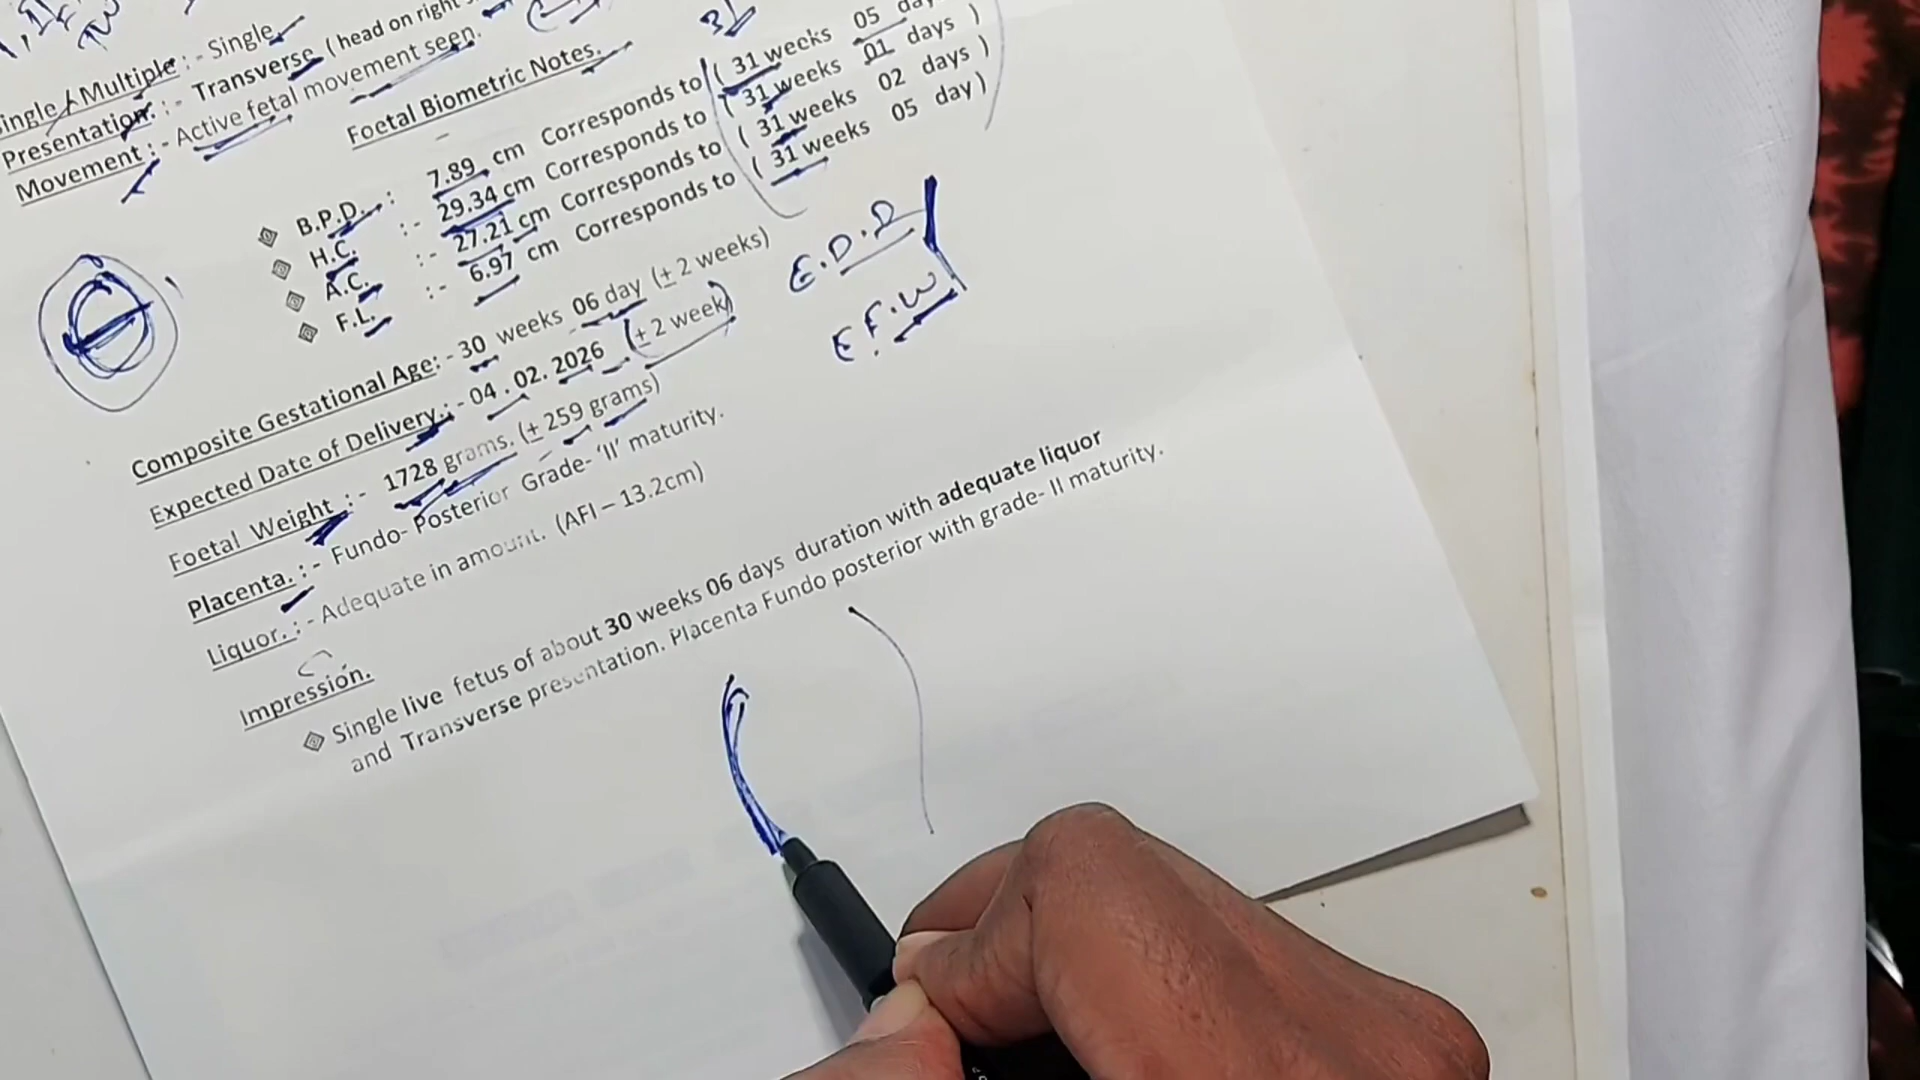 Single / Multiple : - Single
Presentation. : - Transverse (head on right
Movement : - Active fetal movement seen.
31
Foetal Biometric Notes.
B.P.D. : 7.89 cm Corresponds to ( 31 weeks 05 day
H.C. :- 29.34 cm Corresponds to ( 31 weeks 01 days )
A.C. :- 27.21 cm Corresponds to ( 31 weeks 02 days )
F.L. :- 6.97 cm Corresponds to ( 31 weeks 05 day )
E.D.D
E.F.W
Composite Gestational Age: - 30 weeks 06 day (± 2 weeks)
Expected Date of Delivery.: - 04 . 02. 2026 . (± 2 week)
Foetal Weight : - 1728 grams. (± 259 grams)
Placenta. : - Fundo- Posterior Grade- ‘II’ maturity.
Liquor. : - Adequate in amount. (AFI – 13.2cm)
Impression.
Single live fetus of about 30 weeks 06 days duration with adequate liquor
and Transverse presentation. Placenta Fundo posterior with grade- II maturity.